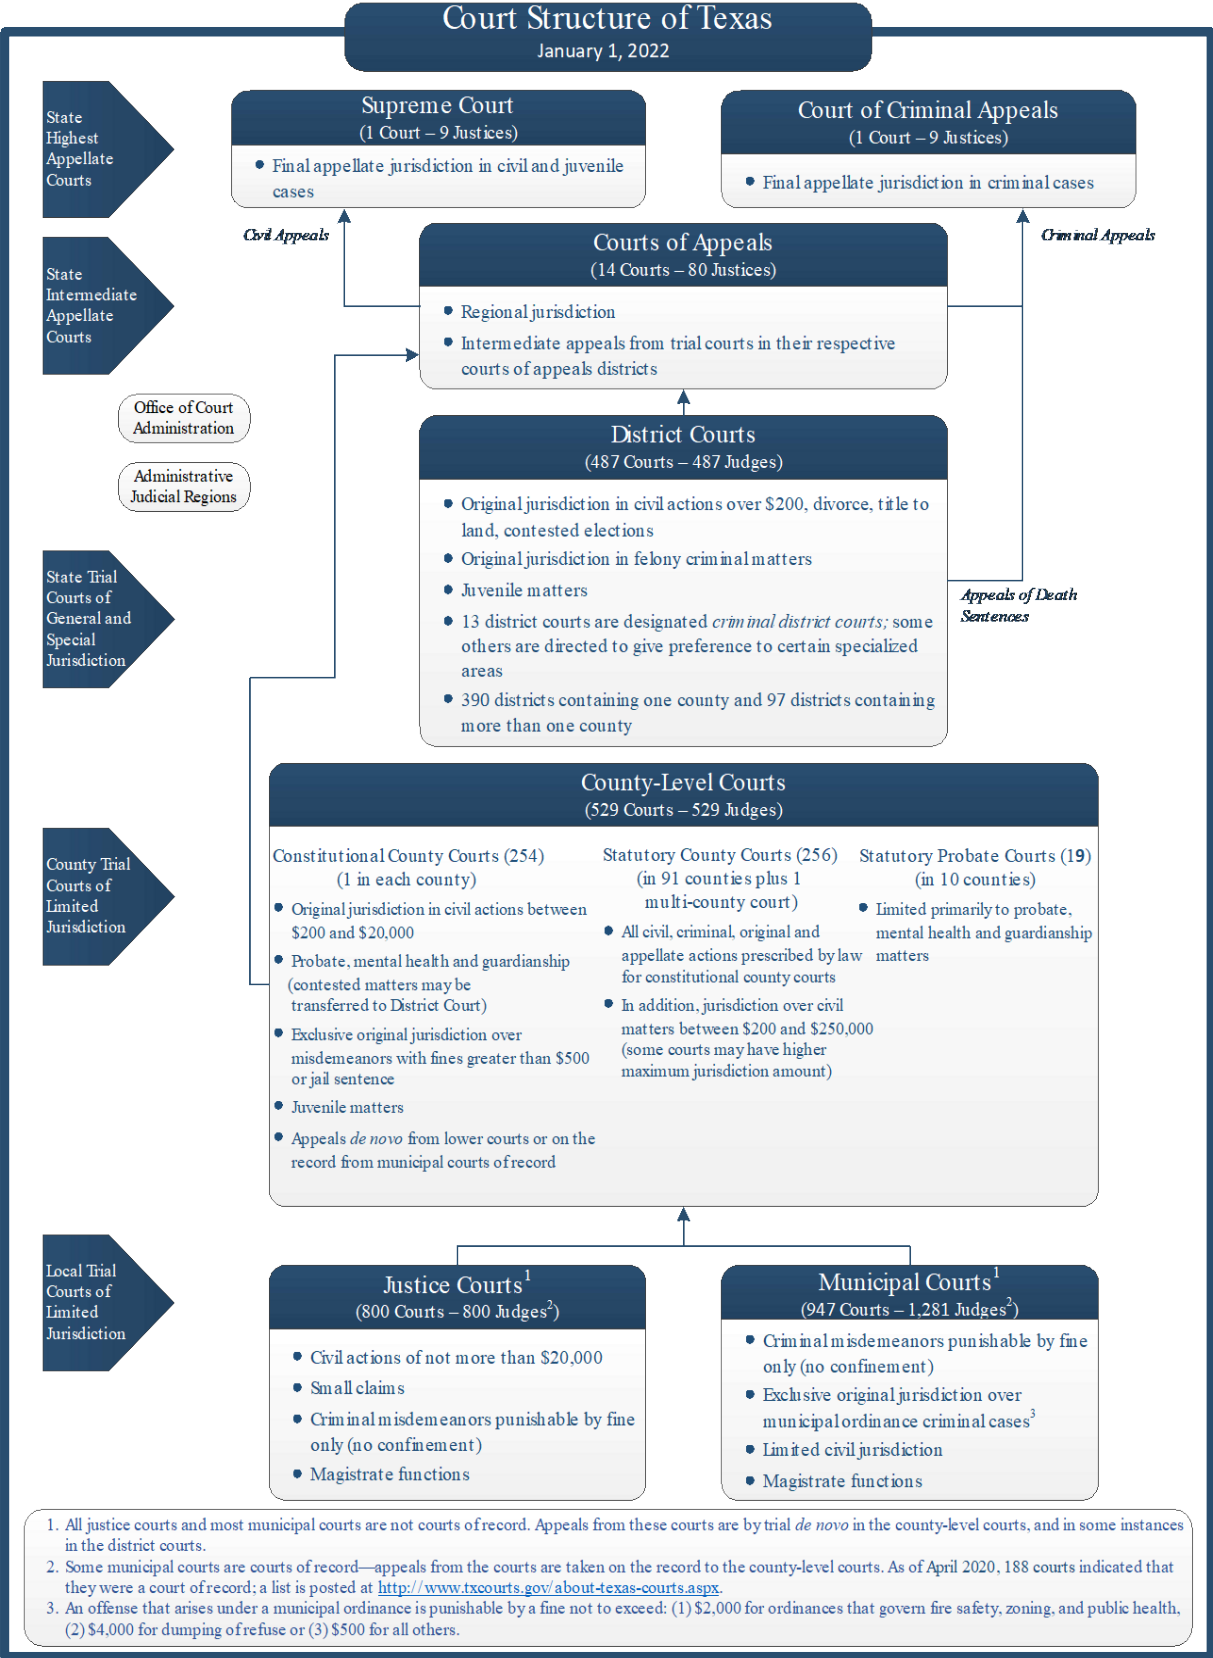 Court Structure of Texas
January 1, 2022
State
Highest
Appellate
Courts
Supreme Court
(1 Court – 9 Justices)
• Final appellate jurisdiction in civil and juvenile
cases
Court of Criminal Appeals
(1 Court – 9 Justices)
• Final appellate jurisdiction in criminal cases
Civil Appeals
Criminal Appeals
State
Intermediate
Appellate
Courts
Courts of Appeals
(14 Courts – 80 Justices)
• Regional jurisdiction
• Intermediate appeals from trial courts in their respective
courts of appeals districts
Office of Court
Administration
Administrative
Judicial Regions
State Trial
Courts of
General and
Special
Jurisdiction
District Courts
(487 Courts – 487 Judges)
• Original jurisdiction in civil actions over $200, divorce, title to
land, contested elections
• Original jurisdiction in felony criminal matters
• Juvenile matters
• 13 district courts are designated criminal district courts; some
others are directed to give preference to certain specialized
areas
• 390 districts containing one county and 97 districts containing
more than one county
Appeals of Death
Sentences
County Trial
Courts of
Limited
Jurisdiction
County-Level Courts
(529 Courts – 529 Judges)
Constitutional County Courts (254)
(1 in each county)
• Original jurisdiction in civil actions between
$200 and $20,000
• Probate, mental health and guardianship
(contested matters may be
transferred to District Court)
• Exclusive original jurisdiction over
misdemeanors with fines greater than $500
or jail sentence
• Juvenile matters
• Appeals de novo from lower courts or on the
record from municipal courts of record
Statutory County Courts (256)
(in 91 counties plus 1
multi-county court)
• All civil, criminal, original and
appellate actions prescribed by law
for constitutional county courts
• In addition, jurisdiction over civil
matters between $200 and $250,000
(some courts may have higher
maximum jurisdiction amount)
Statutory Probate Courts (19)
(in 10 counties)
• Limited primarily to probate,
mental health and guardianship
matters
Local Trial
Courts of
Limited
Jurisdiction
Justice Courts1
(800 Courts – 800 Judges2)
• Civil actions of not more than $20,000
• Small claims
• Criminal misdemeanors punishable by fine
only (no confinement)
• Magistrate functions
Municipal Courts1
(947 Courts – 1,281 Judges2)
• Criminal misdemeanors punishable by fine
only (no confinement)
• Exclusive original jurisdiction over
municipal ordinance criminal cases3
• Limited civil jurisdiction
• Magistrate functions
1. All justice courts and most municipal courts are not courts of record. Appeals from these courts are by trial de novo in the county-level courts, and in some instances
in the district courts.
2. Some municipal courts are courts of record—appeals from the courts are taken on the record to the county-level courts. As of April 2020, 188 courts indicated that
they were a court of record; a list is posted at http://www.txcourts.gov/about-texas-courts.aspx.
3. An offense that arises under a municipal ordinance is punishable by a fine not to exceed: (1) $2,000 for ordinances that govern fire safety, zoning, and public health,
(2) $4,000 for dumping of refuse or (3) $500 for all others.